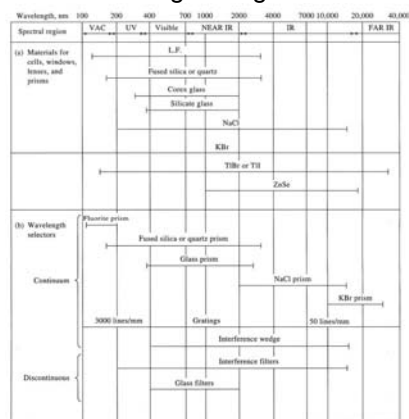 Wavelength, nm 100 200 400 700 1000 2000 4000 7000 10,000 20,000 40,000
Spectral region VAC UV Visible NEAR IR IR FAR IR
(a) Materials for
cells, windows,
lenses, and
prisms
L.F.
Fused silica or quartz
Corex glass
Silicate glass
NaCl
KBr
TlBr or TlI
ZnSe
(b) Wavelength
selectors
Fluorite prism
Fused silica or quartz prism
Glass prism
Continuum
NaCl prism
KBr prism
3000 lines/mm Gratings 50 lines/mm
Interference wedge
Discontinuous
Interference filters
Glass filters